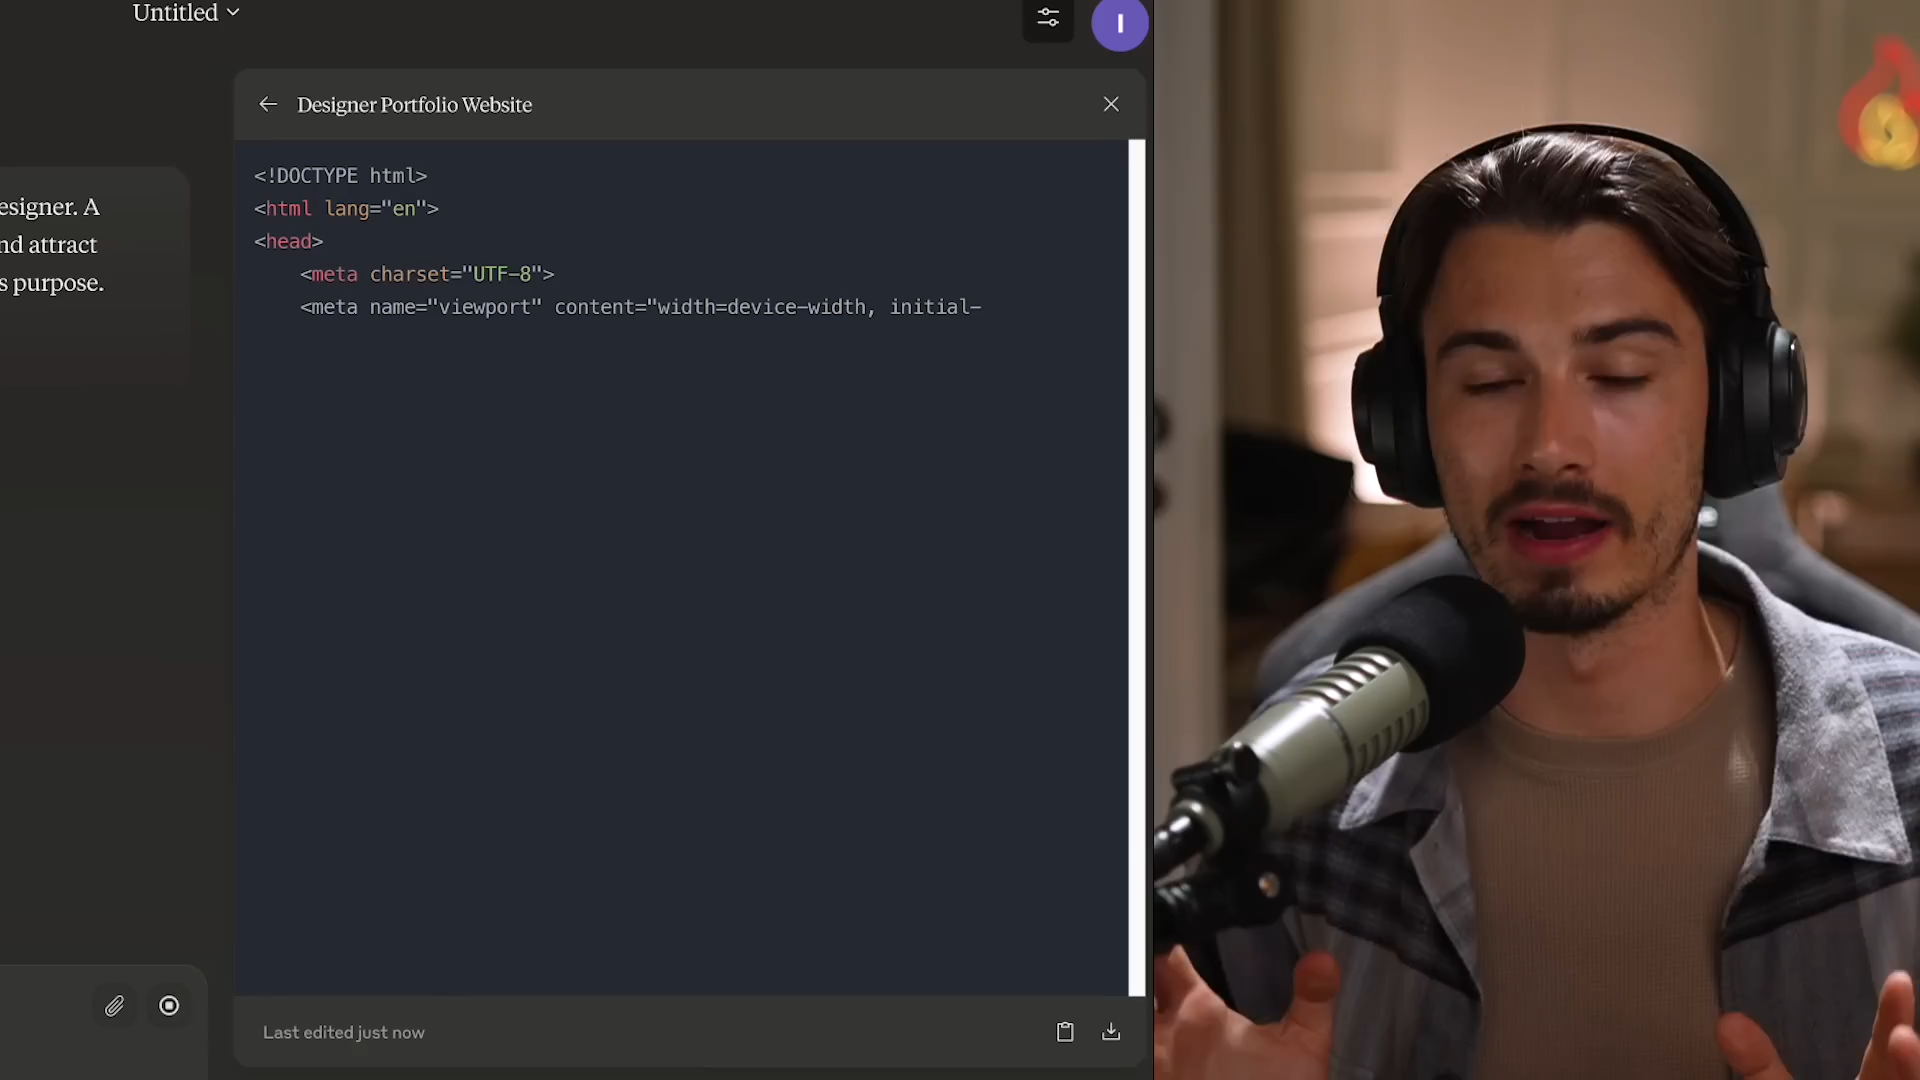 Untitled
I
Designer Portfolio Website
esigner. A
nd attract
s purpose.
<!DOCTYPE html>
<html lang="en">
<head>
    <meta charset="UTF-8">
    <meta name="viewport" content="width=device-width, initial-
Last edited just now